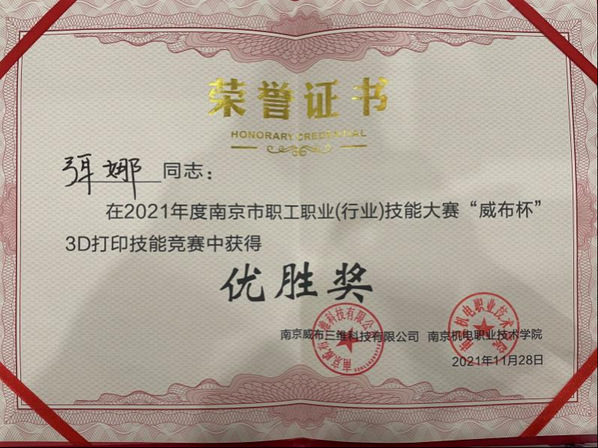 荣誉证书
HONORARY CREDENTIAL
弭娜 同志：
在2021年度南京市职工职业(行业)技能大赛“威布杯”
3D打印技能竞赛中获得
优胜奖
南京威布三维科技有限公司 南京机电职业技术学院
2021年11月28日